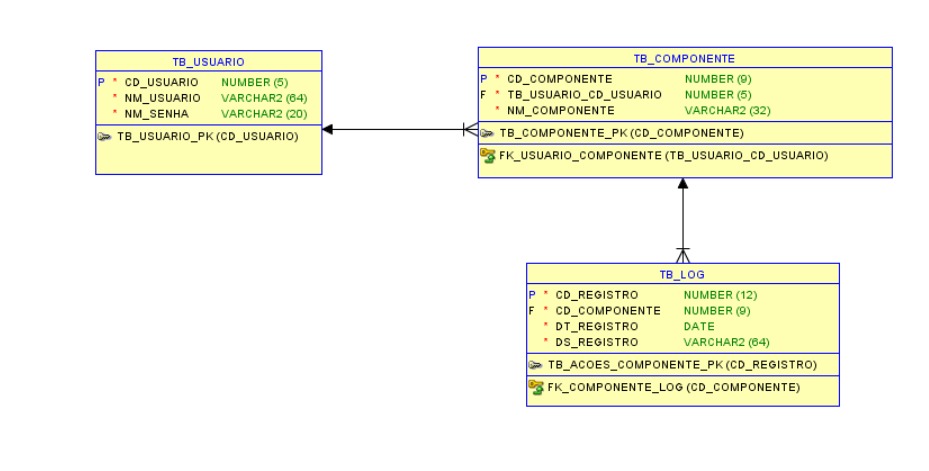 TB_USUARIO
P * CD_USUARIO NUMBER (5)
* NM_USUARIO VARCHAR2 (64)
* NM_SENHA VARCHAR2 (20)
TB_USUARIO_PK (CD_USUARIO)
TB_COMPONENTE
P * CD_COMPONENTE NUMBER (9)
F * TB_USUARIO_CD_USUARIO NUMBER (5)
* NM_COMPONENTE VARCHAR2 (32)
TB_COMPONENTE_PK (CD_COMPONENTE)
FK_USUARIO_COMPONENTE (TB_USUARIO_CD_USUARIO)
TB_LOG
P * CD_REGISTRO NUMBER (12)
F * CD_COMPONENTE NUMBER (9)
* DT_REGISTRO DATE
* DS_REGISTRO VARCHAR2 (64)
TB_ACOES_COMPONENTE_PK (CD_REGISTRO)
FK_COMPONENTE_LOG (CD_COMPONENTE)